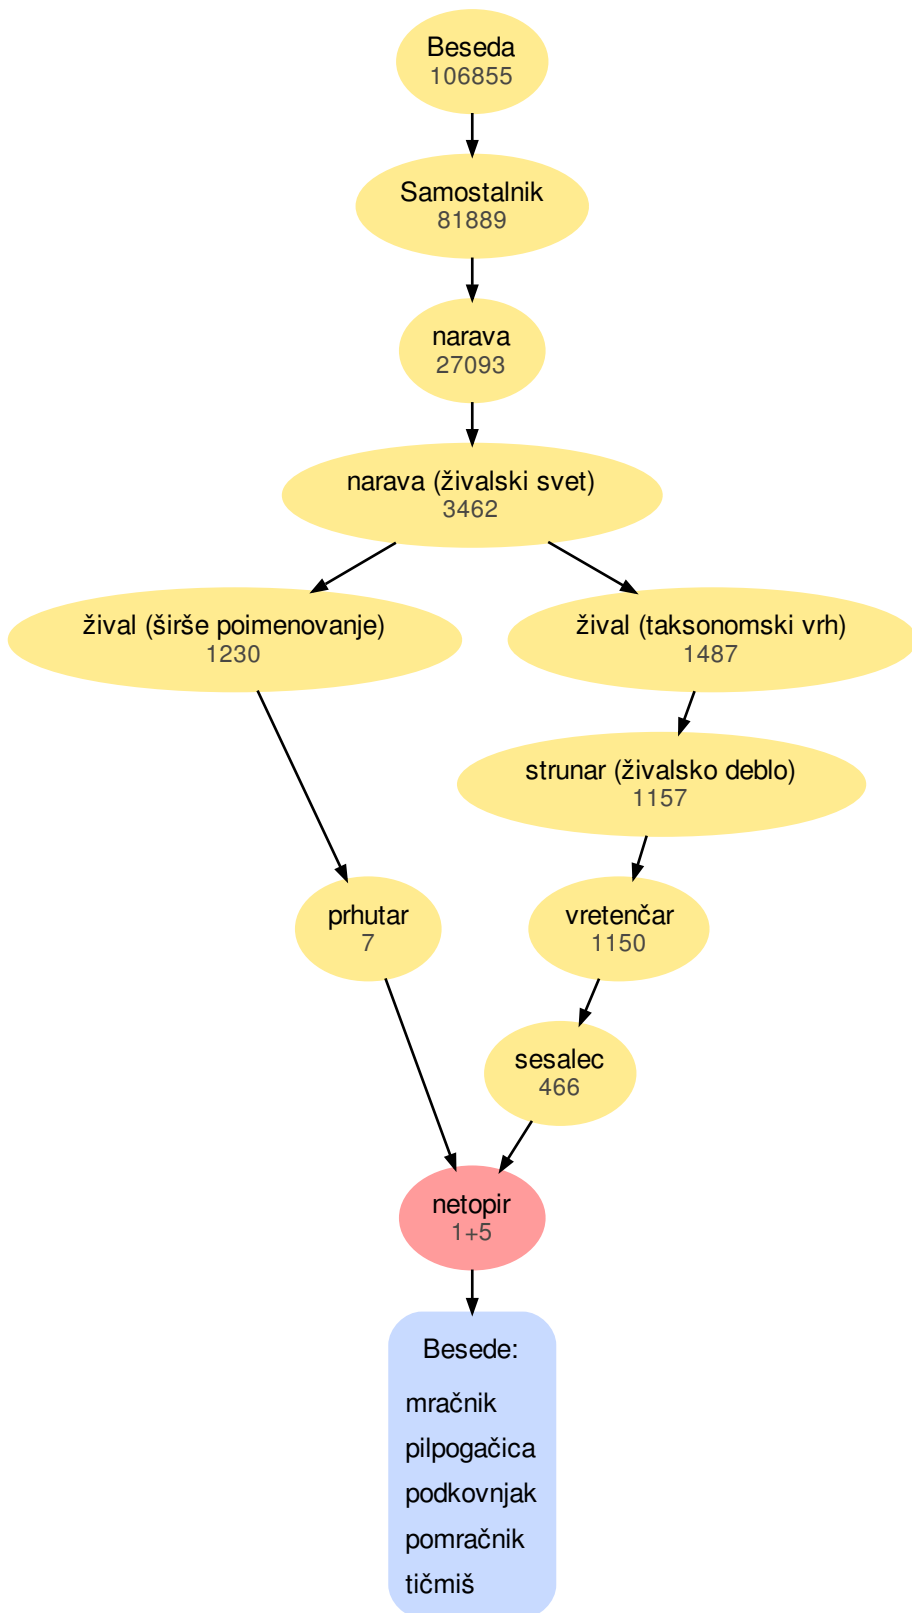 Beseda
106855
Samostalnik
81889
narava
27093
narava (živalski svet)
3462
žival (širše poimenovanje)
1230
žival (taksonomski vrh)
1487
strunar (živalsko deblo)
1157
prhutar
7
vretenčar
1150
sesalec
466
netopir
1+5
Besede:
mračnik
pilpogačica
podkovnjak
pomračnik
tičmiš